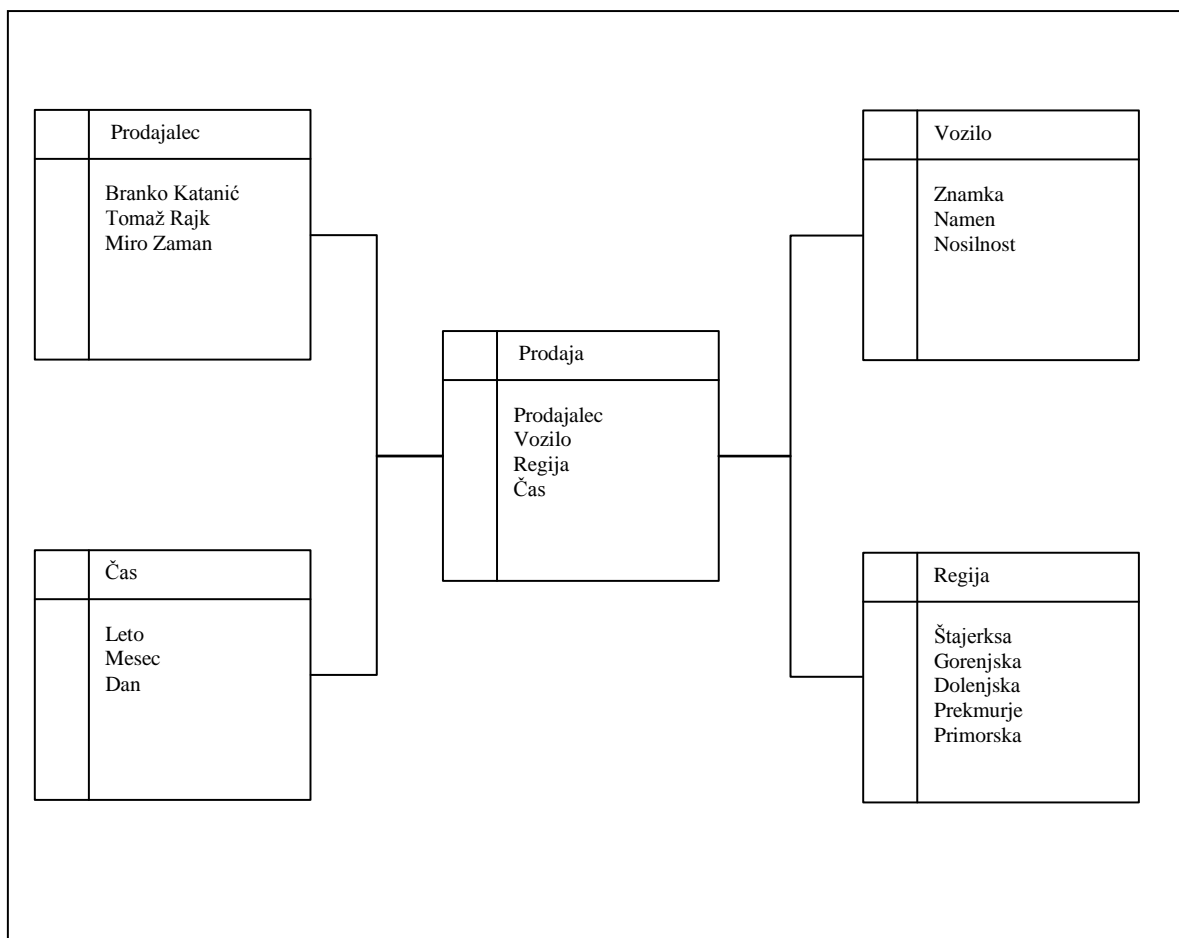 Prodajalec
Branko Katanić
Tomaž Rajk
Miro Zaman
Vozilo
Znamka
Namen
Nosilnost
Prodaja
Prodajalec
Vozilo
Regija
Čas
Čas
Leto
Mesec
Dan
Regija
Štajerksa
Gorenjska
Dolenjska
Prekmurje
Primorska